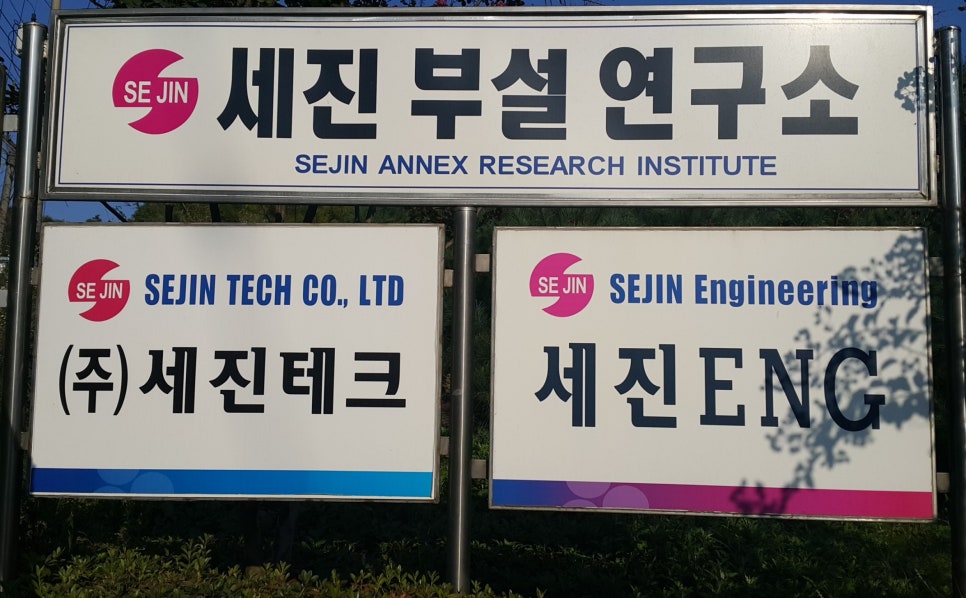 SE JIN 세진 부설 연구소
SEJIN ANNEX RESEARCH INSTITUTE
SE JIN SEJIN TECH CO., LTD
(주)세진테크
SE JIN SEJIN Engineering
세진ENG